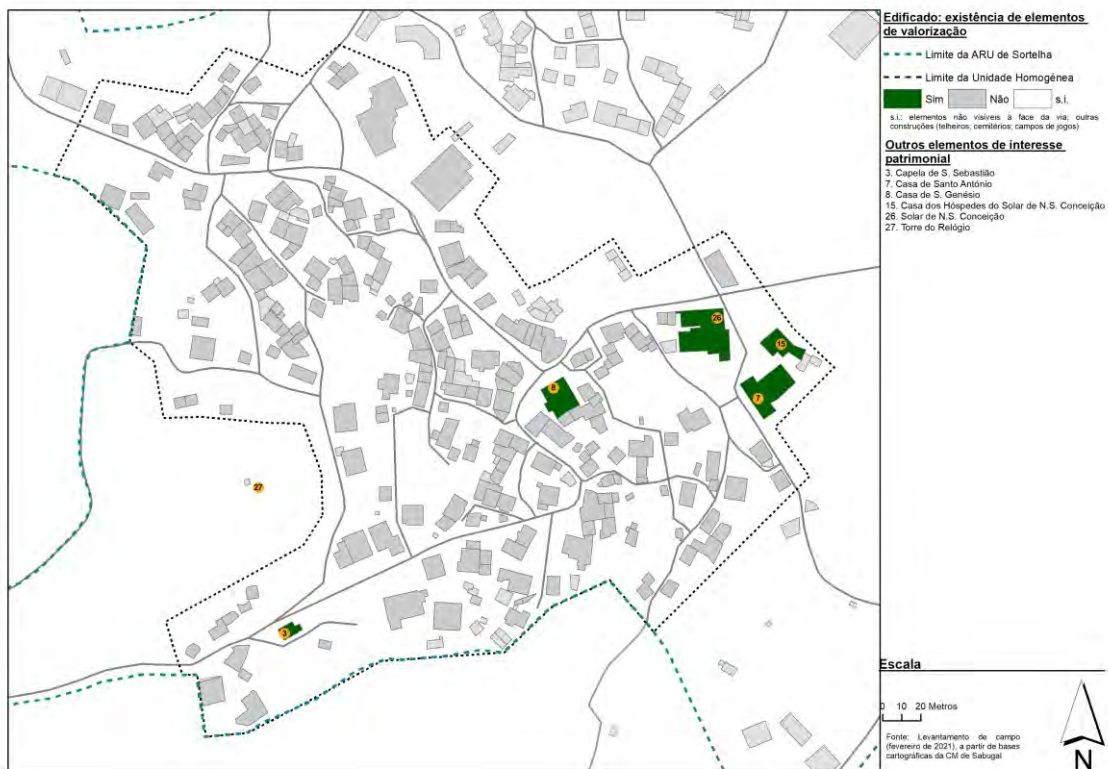 Edificado: existência de elementos
de valorização
Limite da ARU de Sortelha
Limite da Unidade Homogénea
Sim Não s.i.
s.i.: elementos não visíveis à face da via; outras
construções (telheiros; cemitérios; campos de jogos)
Outros elementos de interesse
patrimonial
3. Capela de S. Sebastião
7. Casa de Santo António
8. Casa de S. Genésio
15. Casa dos Hóspedes do Solar de N.S. Conceição
26. Solar de N.S. Conceição
27. Torre do Relógio
26
15
8
7
27
3
Escala
0 10 20 Metros
Fonte: Levantamento de campo
(fevereiro de 2021), a partir de bases
cartográficas da CM de Sabugal
N